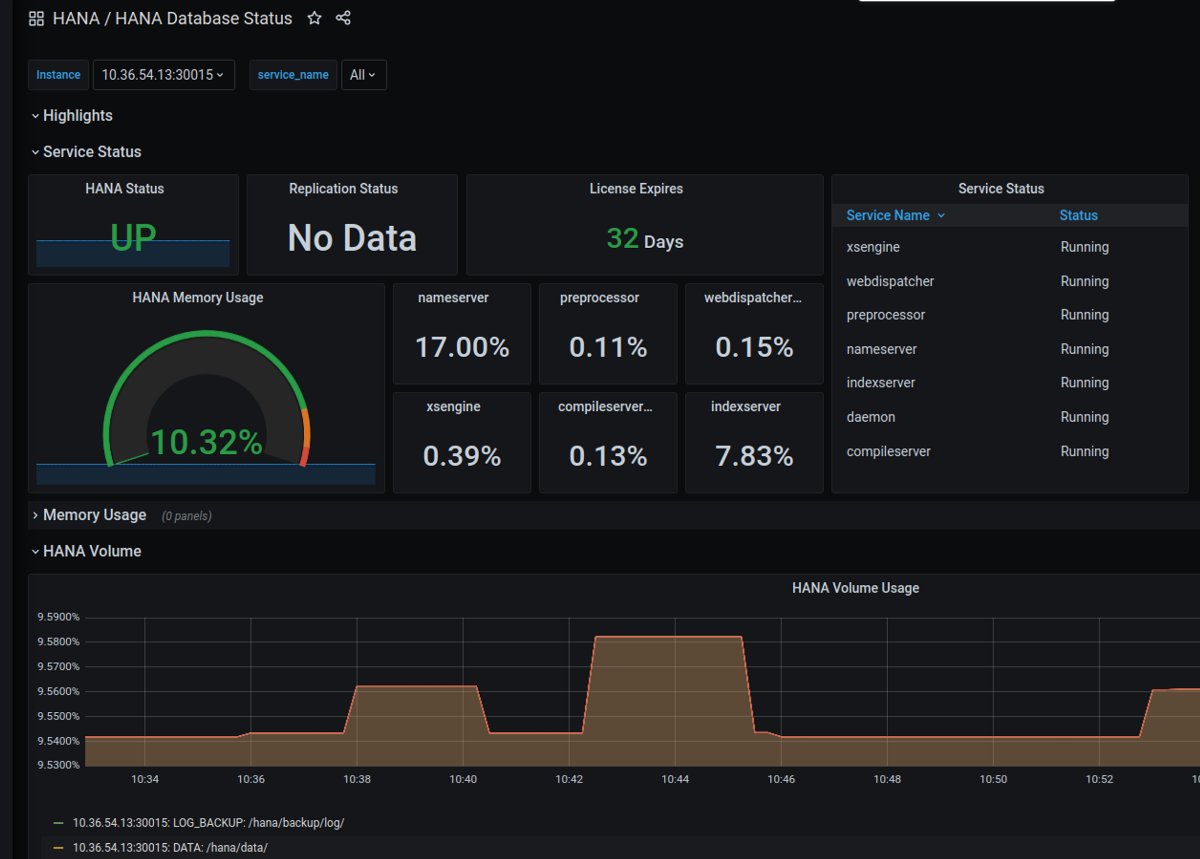 HANA / HANA Database Status
Instance 10.36.54.13:30015 service_name All
Highlights
Service Status
HANA Status
UP
Replication Status
No Data
License Expires
32 Days
Service Status
Service Name Status
xsengine Running
webdispatcher Running
preprocessor Running
nameserver Running
indexserver Running
daemon Running
compileserver Running
HANA Memory Usage
10.32%
nameserver
17.00%
preprocessor
0.11%
webdispatcher...
0.15%
xsengine
0.39%
compileserver...
0.13%
indexserver
7.83%
Memory Usage (0 panels)
HANA Volume
HANA Volume Usage
9.5900%
9.5800%
9.5700%
9.5600%
9.5500%
9.5400%
9.5300%
10:34 10:36 10:38 10:40 10:42 10:44 10:46 10:48 10:50 10:52
10.36.54.13:30015: LOG_BACKUP: /hana/backup/log/
10.36.54.13:30015: DATA: /hana/data/